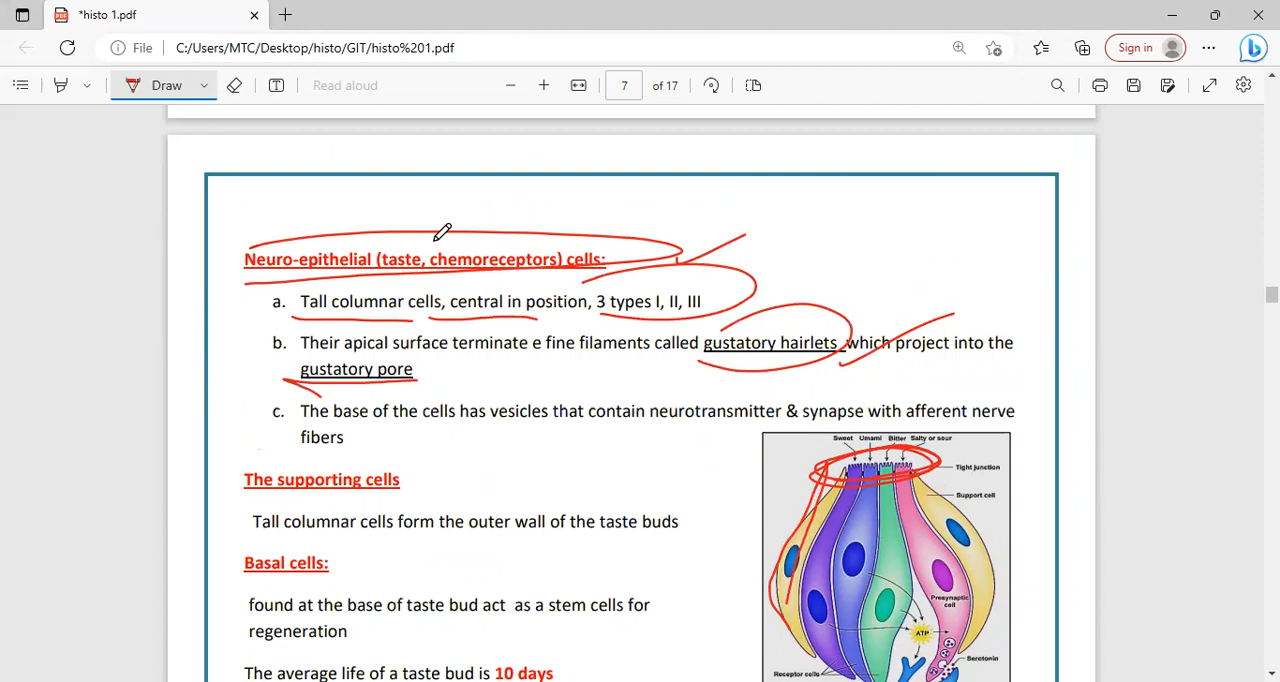 *histo 1.pdf
File
C:/Users/MTC/Desktop/histo/GIT/histo%201.pdf
Sign in
Draw
Read aloud
7 of 17
Neuro-epithelial (taste, chemoreceptors) cells:
a. Tall columnar cells, central in position, 3 types I, II, III
b. Their apical surface terminate e fine filaments called gustatory hairlets which project into the
gustatory pore
c. The base of the cells has vesicles that contain neurotransmitter & synapse with afferent nerve
fibers
The supporting cells
Tall columnar cells form the outer wall of the taste buds
Basal cells:
found at the base of taste bud act as a stem cells for
regeneration
The average life of a taste bud is 10 days
Sweet Umami Bitter Salty or sour
Tight junction
Support cell
Presynaptic
cell
ATP
Serotonin
Receptor cells